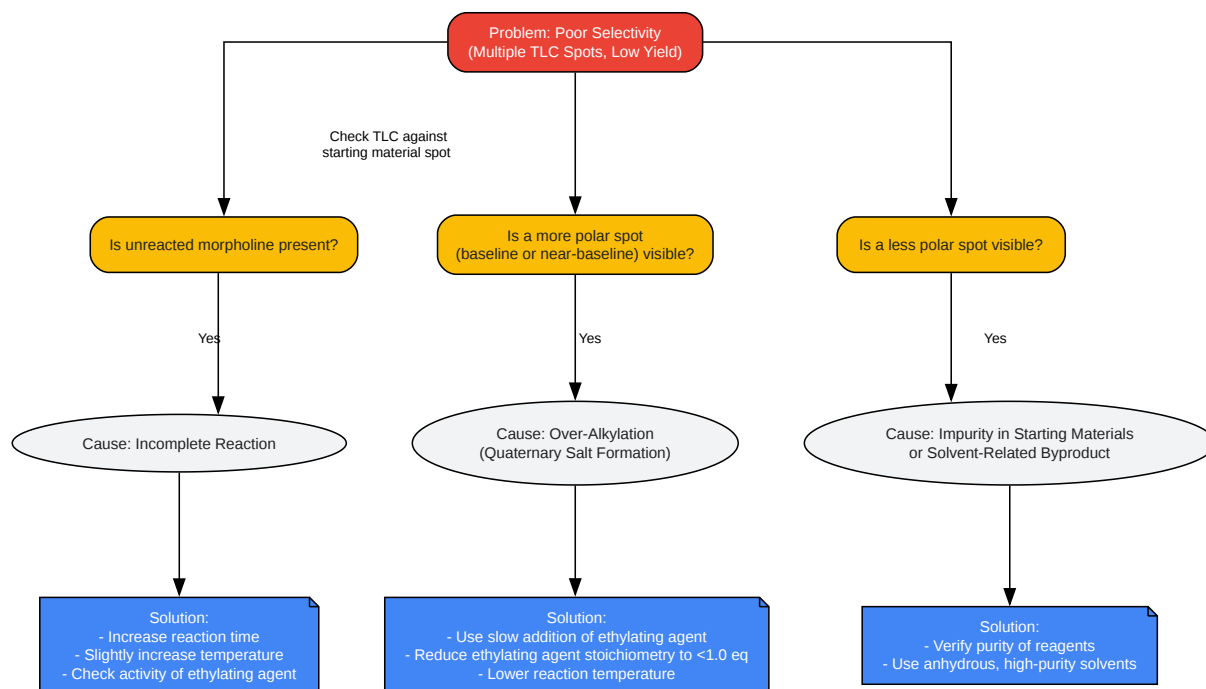 Problem: Poor Selectivity
(Multiple TLC Spots, Low Yield)
Check TLC against
starting material spot
Is unreacted morpholine present?
Is a more polar spot
(baseline or near-baseline) visible?
Is a less polar spot visible?
Yes
Yes
Yes
Cause: Incomplete Reaction
Cause: Over-Alkylation
(Quaternary Salt Formation)
Cause: Impurity in Starting Materials
or Solvent-Related Byproduct
Solution:
- Increase reaction time
- Slightly increase temperature
- Check activity of ethylating agent
Solution:
- Use slow addition of ethylating agent
- Reduce ethylating agent stoichiometry to <1.0 eq
- Lower reaction temperature
Solution:
- Verify purity of reagents
- Use anhydrous, high-purity solvents